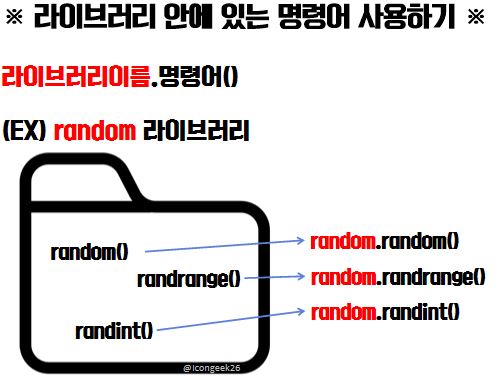 ※ 라이브러리 안에 있는 명령어 사용하기 ※
라이브러리이름.명령어()
(EX) random 라이브러리
random()
random.random()
randrange()
random.randrange()
randint()
random.randint()
@Icongeek26